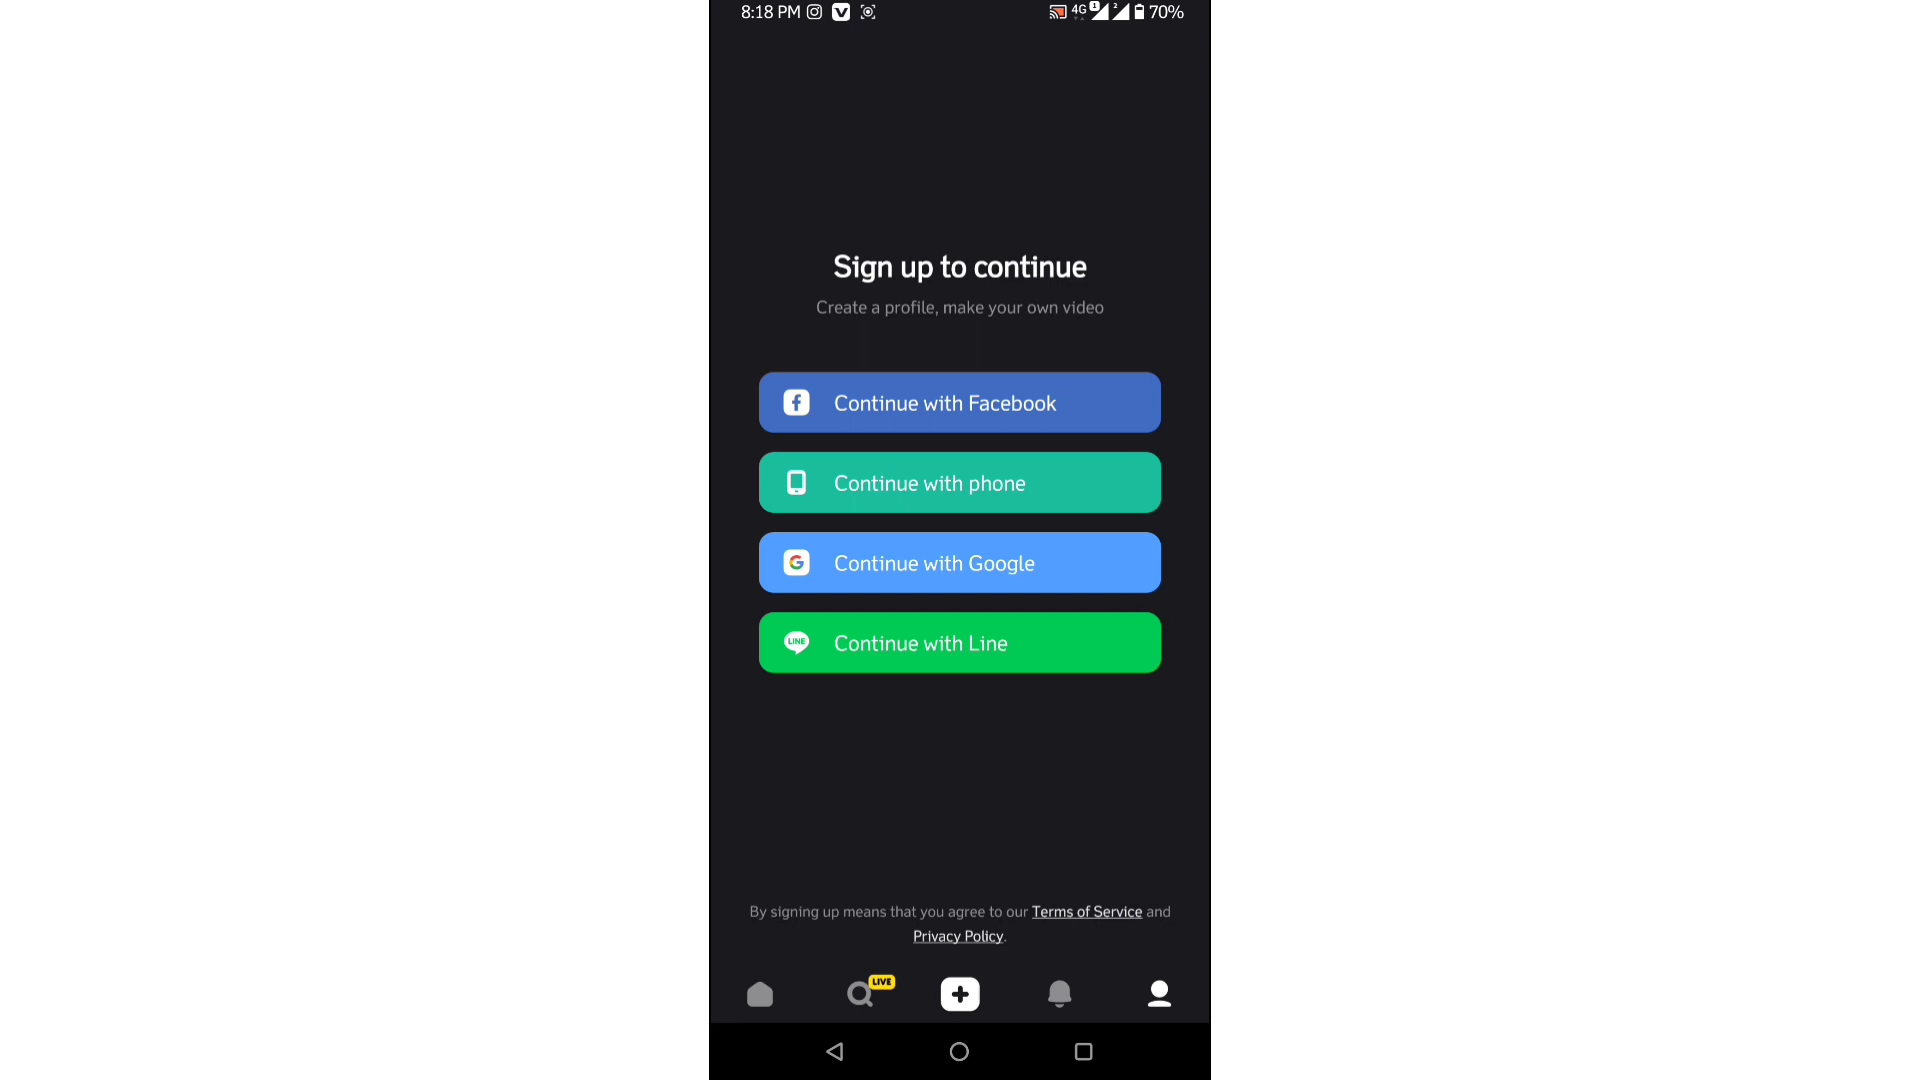 8:18 PM
4G 1 2 70%
Sign up to continue
Create a profile, make your own video
Continue with Facebook
Continue with phone
Continue with Google
LINE Continue with Line
By signing up means that you agree to our Terms of Service and
Privacy Policy.
LIVE